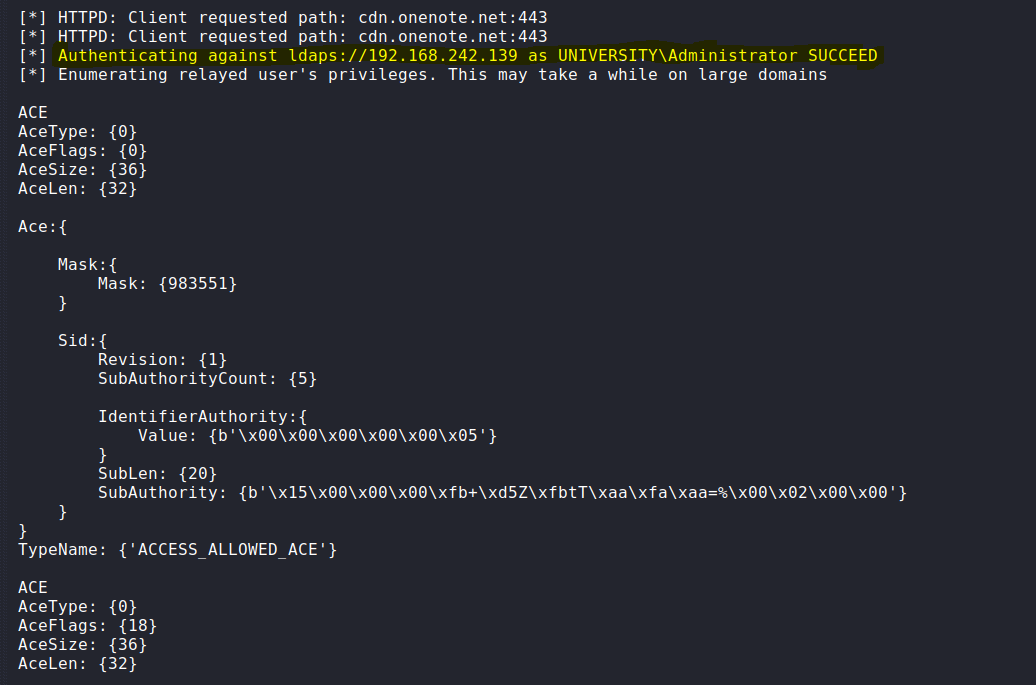 [*] HTTPD: Client requested path: cdn.onenote.net:443
[*] HTTPD: Client requested path: cdn.onenote.net:443
[*] Authenticating against ldaps://192.168.242.139 as UNIVERSITY\Administrator SUCCEED
[*] Enumerating relayed user's privileges. This may take a while on large domains
ACE
AceType: {0}
AceFlags: {0}
AceSize: {36}
AceLen: {32}
Ace:{
Mask:{
Mask: {983551}
}
Sid:{
Revision: {1}
SubAuthorityCount: {5}
IdentifierAuthority:{
Value: {b'\x00\x00\x00\x00\x00\x05'}
}
SubLen: {20}
SubAuthority: {b'\x15\x00\x00\x00\xfb+\xd5Z\xfbtT\xaa\xfa\xaa=%\x00\x02\x00\x00'}
}
}
TypeName: {'ACCESS_ALLOWED_ACE'}
ACE
AceType: {0}
AceFlags: {18}
AceSize: {36}
AceLen: {32}